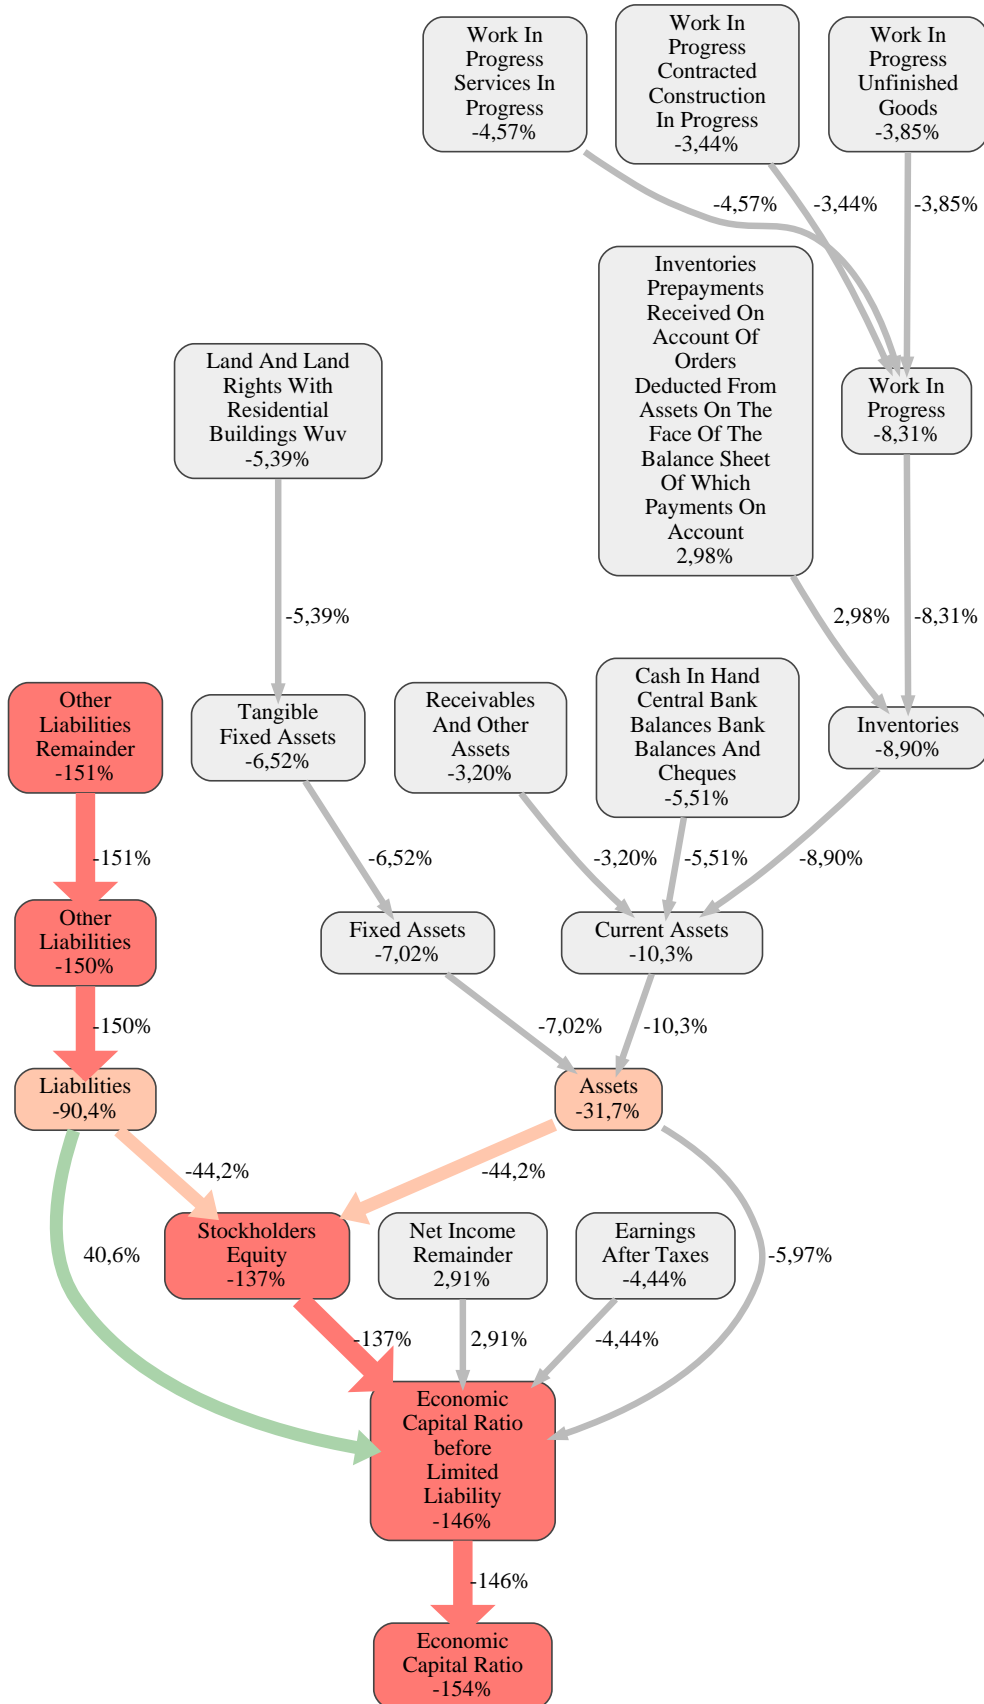 Work In
Progress
Services In
Progress
-4,57%
Work In
Progress
Contracted
Construction
In Progress
-3,44%
Work In
Progress
Unfinished
Goods
-3,85%
-4,57%
-3,44%
-3,85%
Inventories
Prepayments
Received On
Account Of
Orders
Deducted From
Assets On The
Face Of The
Balance Sheet
Of Which
Payments On
Account
2,98%
Land And Land
Rights With
Residential
Buildings Wuv
-5,39%
Work In
Progress
-8,31%
-5,39%
2,98%
-8,31%
Other
Liabilities
Remainder
-151%
Tangible
Fixed Assets
-6,52%
Receivables
And Other
Assets
-3,20%
Cash In Hand
Central Bank
Balances Bank
Balances And
Cheques
-5,51%
Inventories
-8,90%
-151%
-6,52%
-3,20%
-5,51%
-8,90%
Other
Liabilities
-150%
Fixed Assets
-7,02%
Current Assets
-10,3%
-150%
-7,02%
-10,3%
Liabilities
-90,4%
Assets
-31,7%
-44,2%
-44,2%
40,6%
Stockholders
Equity
-137%
Net Income
Remainder
2,91%
Earnings
After Taxes
-4,44%
-5,97%
-137%
2,91%
-4,44%
Economic
Capital Ratio
before
Limited
Liability
-146%
-146%
Economic
Capital Ratio
-154%